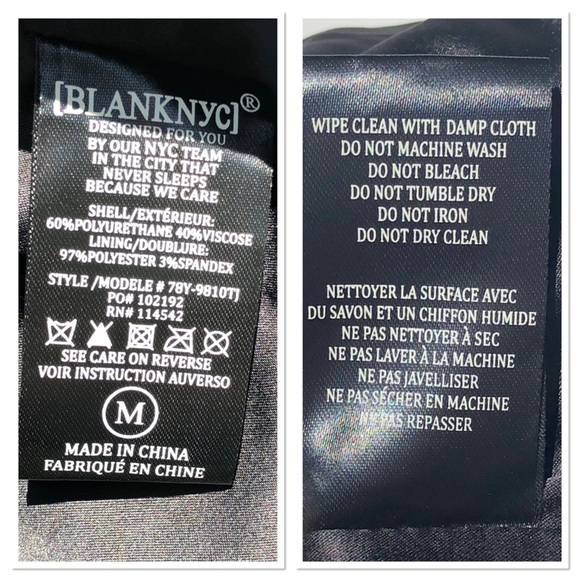 [BLANKNYC]®
DESIGNED FOR YOU
BY OUR NYC TEAM
IN THE CITY THAT
NEVER SLEEPS
BECAUSE WE CARE
SHELL/EXTÉRIEUR:
60%POLYURETHANE 40%VISCOSE
LINING/DOUBLURE:
97%POLYESTER 3%SPANDEX
STYLE /MODELE # 78Y-9810TJ
PO# 102192
RN# 114542
SEE CARE ON REVERSE
VOIR INSTRUCTION AUVERSO
M
MADE IN CHINA
FABRIQUÉ EN CHINE
WIPE CLEAN WITH DAMP CLOTH
DO NOT MACHINE WASH
DO NOT BLEACH
DO NOT TUMBLE DRY
DO NOT IRON
DO NOT DRY CLEAN
NETTOYER LA SURFACE AVEC
DU SAVON ET UN CHIFFON HUMIDE
NE PAS NETTOYER À SEC
NE PAS LAVER À LA MACHINE
NE PAS JAVELLISER
NE PAS SÉCHER EN MACHINE
NE PAS REPASSER